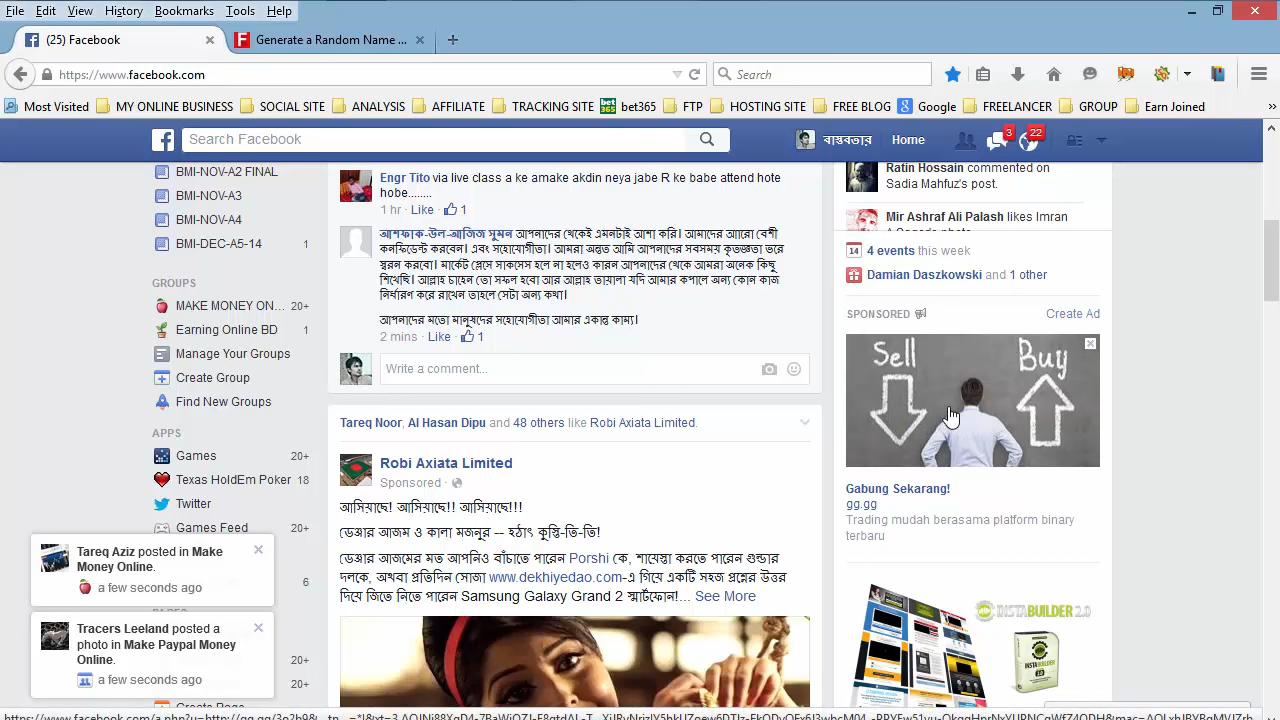 File Edit View History Bookmarks Tools Help
(25) Facebook
Generate a Random Name ...
https://www.facebook.com
Search
Most Visited MY ONLINE BUSINESS SOCIAL SITE ANALYSIS AFFILIATE TRACKING SITE bet365 bet365 FTP HOSTING SITE FREE BLOG Google FREELANCER GROUP Earn Joined
Search Facebook
বাস্তবতার Home 3 22
BMI-NOV-A2 FINAL
BMI-NOV-A3
BMI-NOV-A4
BMI-DEC-A5-14 1
GROUPS
MAKE MONEY ON... 20+
Earning Online BD 1
Manage Your Groups
Create Group
Find New Groups
APPS
Games 20+
Texas HoldEm Poker 18
Twitter
Games Feed 20+
6
20+
20+
Tareq Aziz posted in Make
Money Online.
a few seconds ago
Tracers Leeland posted a
photo in Make Paypal Money
Online.
a few seconds ago
Engr Tito via live class a ke amake akdin neya jabe R ke babe attend hote
hobe........
1 hr · Like · 1
আশফাক-উল-আজিজ সুমন আপনাদের থেকেই এমনটাই আশা করি। আমাদের আরো বেশী
কনফিডেন্ট করবেন। এবং সহোযোগীতা। আমরা অন্তত আমি আপনাদের সবসময় কৃতজ্ঞতা ভরে
স্মরন করবো। মার্কেট প্লেসে সাকসেস হলে না হলেও কারন আপনাদের থেকে আমরা অনেক কিছু
শিখেছি। আল্লাহ চাহেন তো সফল হবো আর আল্লাহ তায়ালা যদি আমার কপালে অন্য কোন কাজ
নির্ধারণ করে রাখেন তাহলে সেটা অন্য কথা।
আপনাদের মতো মানুষদের সহোযোগীতা আমার একান্ত কাম্য।
2 mins · Like · 1
Write a comment...
Tareq Noor, Al Hasan Dipu and 48 others like Robi Axiata Limited.
Robi Axiata Limited
Sponsored ·
আসিয়াছে! আসিয়াছে!! আসিয়াছে!!!
ডেঞ্জার আজম ও কালা মজনুর -- হঠাৎ কুস্তি-তি-তি!
ডেঞ্জার আজমের মত আপনিও বাঁচাতে পারেন Porshi কে, শায়েস্তা করতে পারেন গুন্ডার
দলকে, অথবা প্রতিদিন সোজা www.dekhiyedao.com-এ গিয়ে একটি সহজ প্রশ্নের উত্তর
দিয়ে জিতে নিতে পারেন Samsung Galaxy Grand 2 স্মার্টফোন!... See More
Ratin Hossain commented on
Sadia Mahfuz's post.
Mir Ashraf Ali Palash likes Imran
14 4 events this week
Damian Daszkowski and 1 other
SPONSORED Create Ad
Sell Buy
Gabung Sekarang!
gg.gg
Trading mudah berasama platform binary
terbaru
INSTABUILDER 2.0